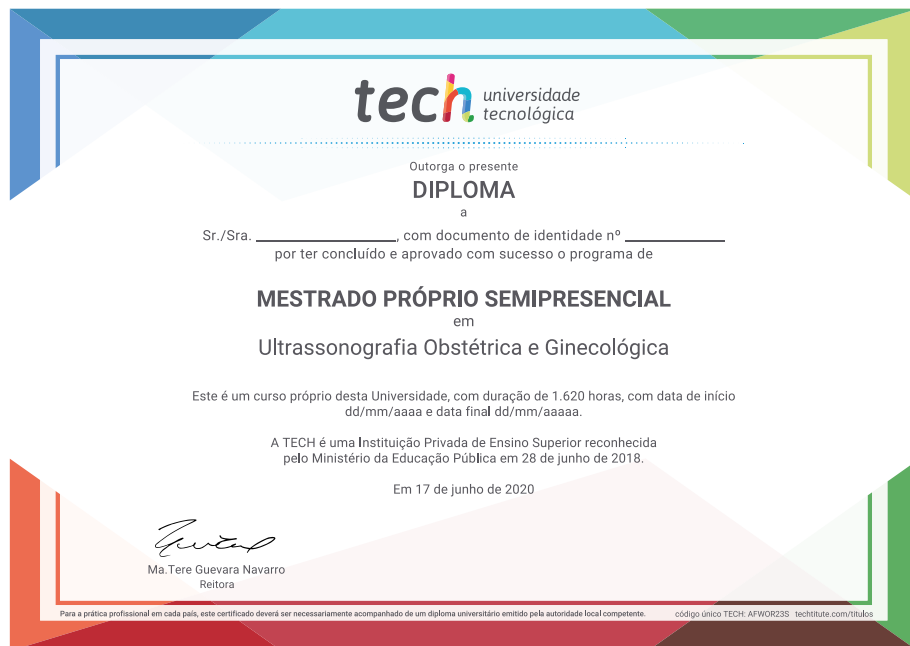 tech universidade
tecnológica
Outorga o presente
DIPLOMA
a
Sr./Sra. ____________, com documento de identidade nº ____________
por ter concluído e aprovado com sucesso o programa de
MESTRADO PRÓPRIO SEMIPRESENCIAL
em
Ultrassonografia Obstétrica e Ginecológica
Este é um curso próprio desta Universidade, com duração de 1.620 horas, com data de início
dd/mm/aaaa e data final dd/mm/aaaaa.
A TECH é uma Instituição Privada de Ensino Superior reconhecida
pelo Ministério da Educação Pública em 28 de junho de 2018.
Em 17 de junho de 2020
Ma.Tere Guevara Navarro
Reitora
Para a prática profissional em cada país, este certificado deverá ser necessariamente acompanhado de um diploma universitário emitido pela autoridade local competente. código único TECH: AFWOR23S techtitute.com/titulos